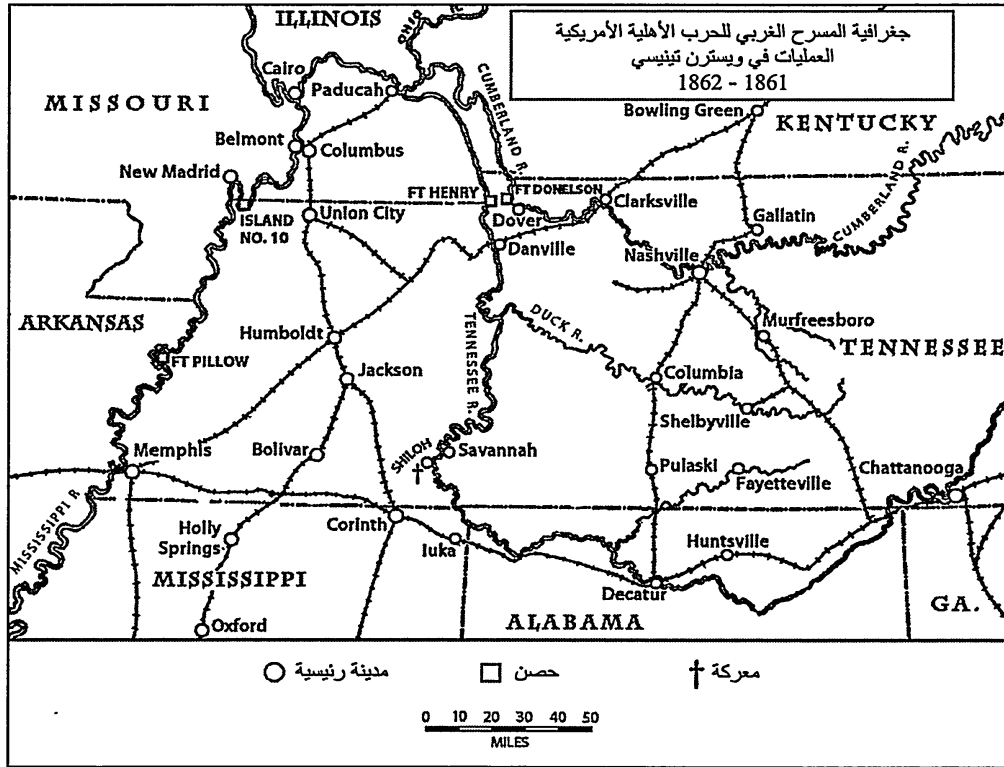 ILLINOIS
OHIO
جغرافية المسرح الغربي للحرب الأهلية الأمريكية
العمليات في ويسترن تينيسي
1861 - 1862
Cairo
Paducah
CUMBERLAND R.
MISSOURI
Bowling Green
KENTUCKY
Belmont
Columbus
New Madrid
FT HENRY
FT DONELSON
Clarksville
CUMBERLAND R.
ISLAND
NO. 10
Union City
Dover
Gallatin
Danville
Nashville
ARKANSAS
Humboldt
TENNESSEE R.
DUCK R.
Murfreesboro
TENNESSEE
FT PILLOW
Jackson
Columbia
Shelbyville
Memphis
Bolivar
SHILOH
Savannah
Pulaski
Fayetteville
Chattanooga
MISSISSIPPI R
Holly
Springs
Corinth
Iuka
Huntsville
MISSISSIPPI
Decatur
GA.
Oxford
ALABAMA
مدينة رئيسية
حصن
معركة
0 10 20 30 40 50
MILES